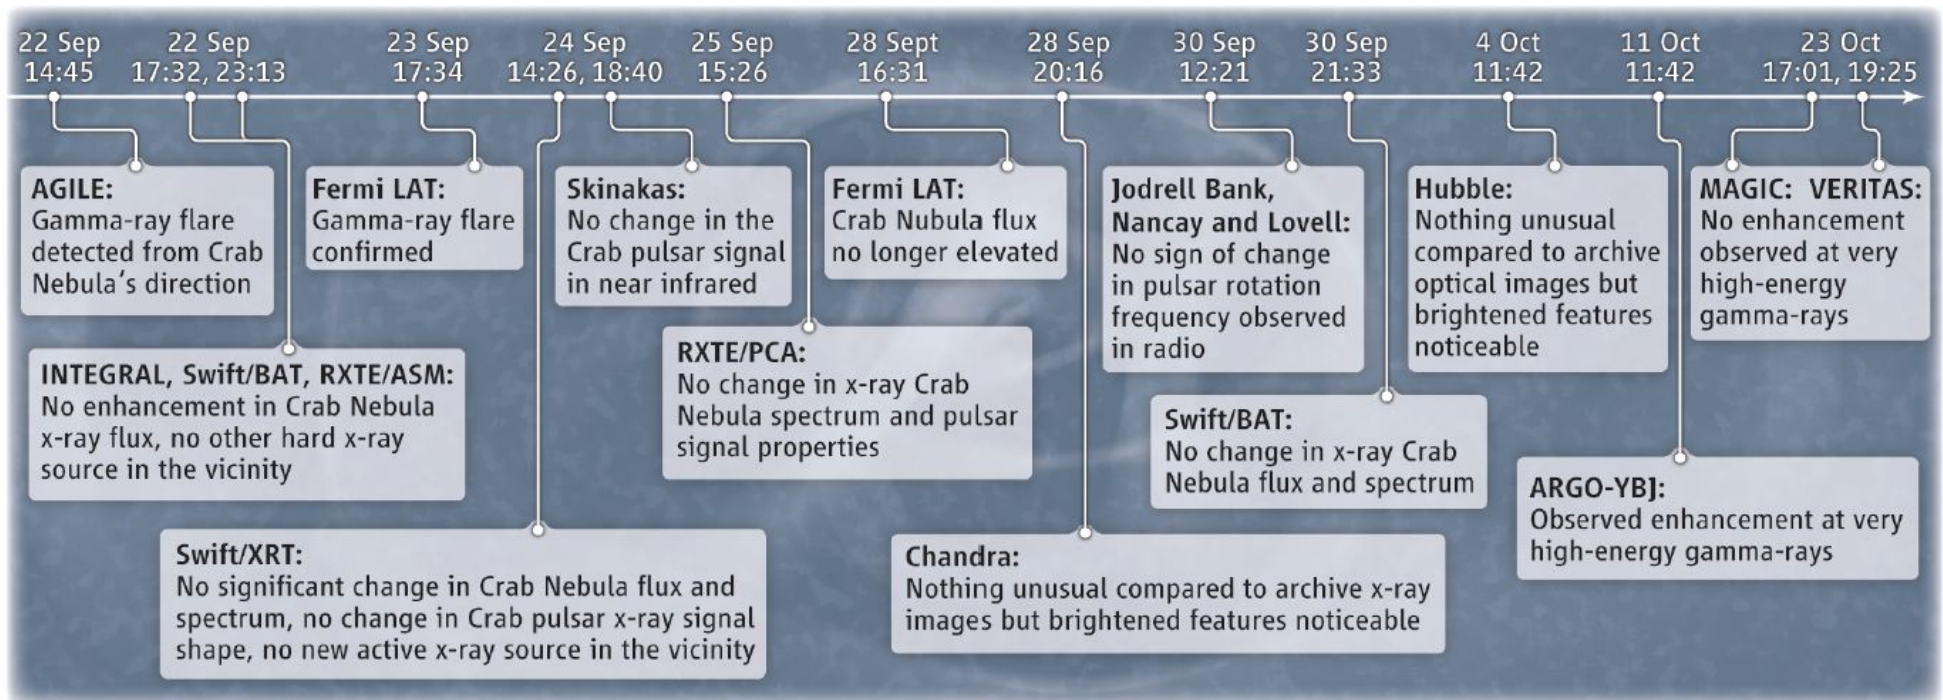 22 Sep
14:45
22 Sep
17:32, 23:13
23 Sep
17:34
24 Sep
14:26, 18:40
25 Sep
15:26
28 Sept
16:31
28 Sep
20:16
30 Sep
12:21
30 Sep
21:33
4 Oct
11:42
11 Oct
11:42
23 Oct
17:01, 19:25
AGILE:
Gamma-ray flare
detected from Crab
Nebula's direction
INTEGRAL, Swift/BAT, RXTE/ASM:
No enhancement in Crab Nebula
x-ray flux, no other hard x-ray
source in the vicinity
Fermi LAT:
Gamma-ray flare
confirmed
Swift/XRT:
No significant change in Crab Nebula flux and
spectrum, no change in Crab pulsar x-ray signal
shape, no new active x-ray source in the vicinity
Skinakas:
No change in the
Crab pulsar signal
in near infrared
RXTE/PCA:
No change in x-ray Crab
Nebula spectrum and pulsar
signal properties
Fermi LAT:
Crab Nubula flux
no longer elevated
Chandra:
Nothing unusual compared to archive x-ray
images but brightened features noticeable
Jodrell Bank,
Nancay and Lovell:
No sign of change
in pulsar rotation
frequency observed
in radio
Swift/BAT:
No change in x-ray Crab
Nebula flux and spectrum
Hubble:
Nothing unusual
compared to archive
optical images but
brightened features
noticeable
ARGO-YBJ:
Observed enhancement at very
high-energy gamma-rays
MAGIC: VERITAS:
No enhancement
observed at very
high-energy
gamma-rays